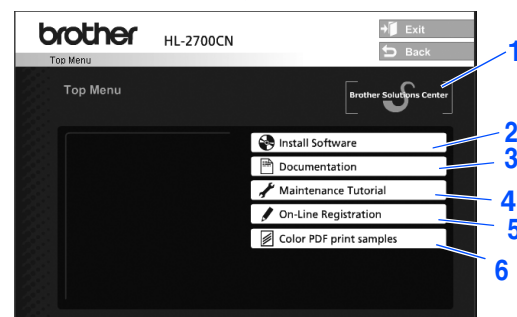 brother HL-2700CN
Exit
Back
Top Menu
Top Menu
Brother Solutions Center
1
Install Software
2
Documentation
3
Maintenance Tutorial
4
On-Line Registration
5
Color PDF print samples
6